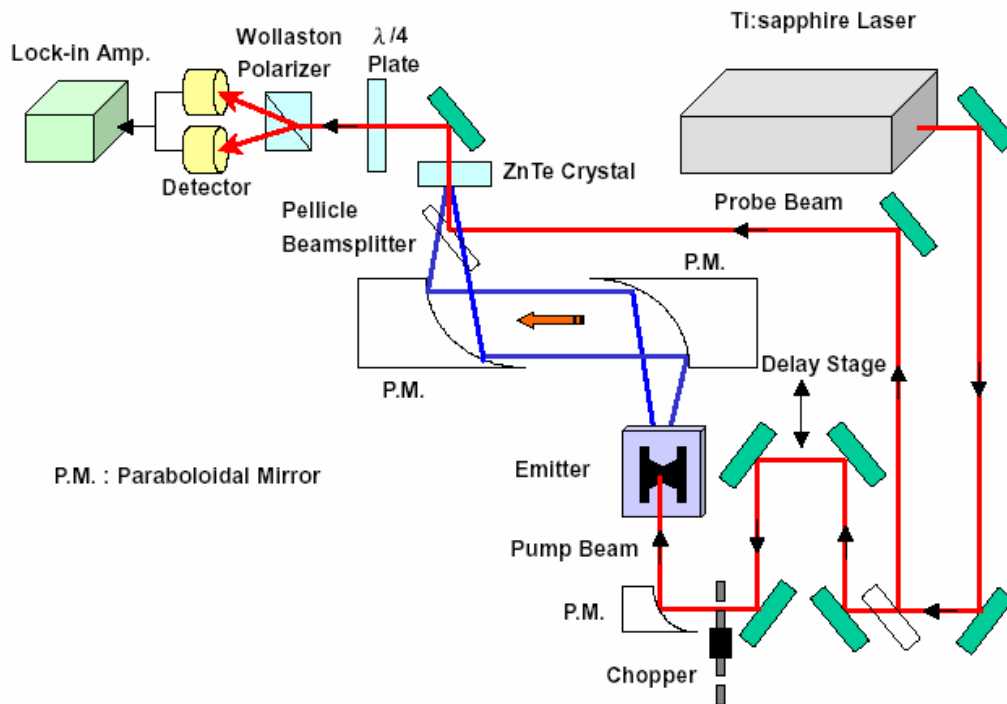 Ti:sapphire Laser
Lock-in Amp.
Wollaston
Polarizer
λ/4
Plate
Detector
ZnTe Crystal
Probe Beam
Pellicle
Beamsplitter
P.M.
P.M.
Delay Stage
P.M. : Paraboloidal Mirror
Emitter
Pump Beam
P.M.
Chopper